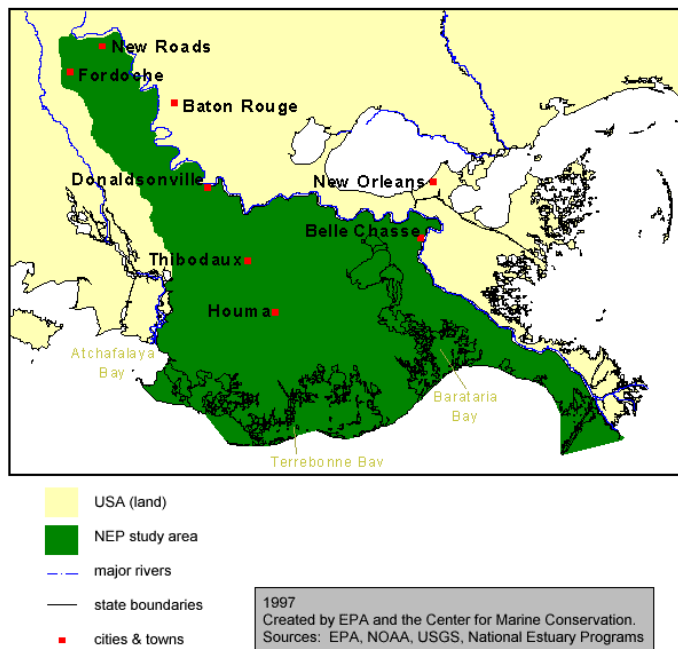 New Roads
Fordoche
Baton Rouge
Donaldsonville
New Orleans
Belle Chasse
Thibodaux
Houma
Atchafalaya
Bay
Barataria
Bay
Terrebonne Bay
USA (land)
NEP study area
major rivers
state boundaries
cities & towns
1997
Created by EPA and the Center for Marine Conservation.
Sources: EPA, NOAA, USGS, National Estuary Programs